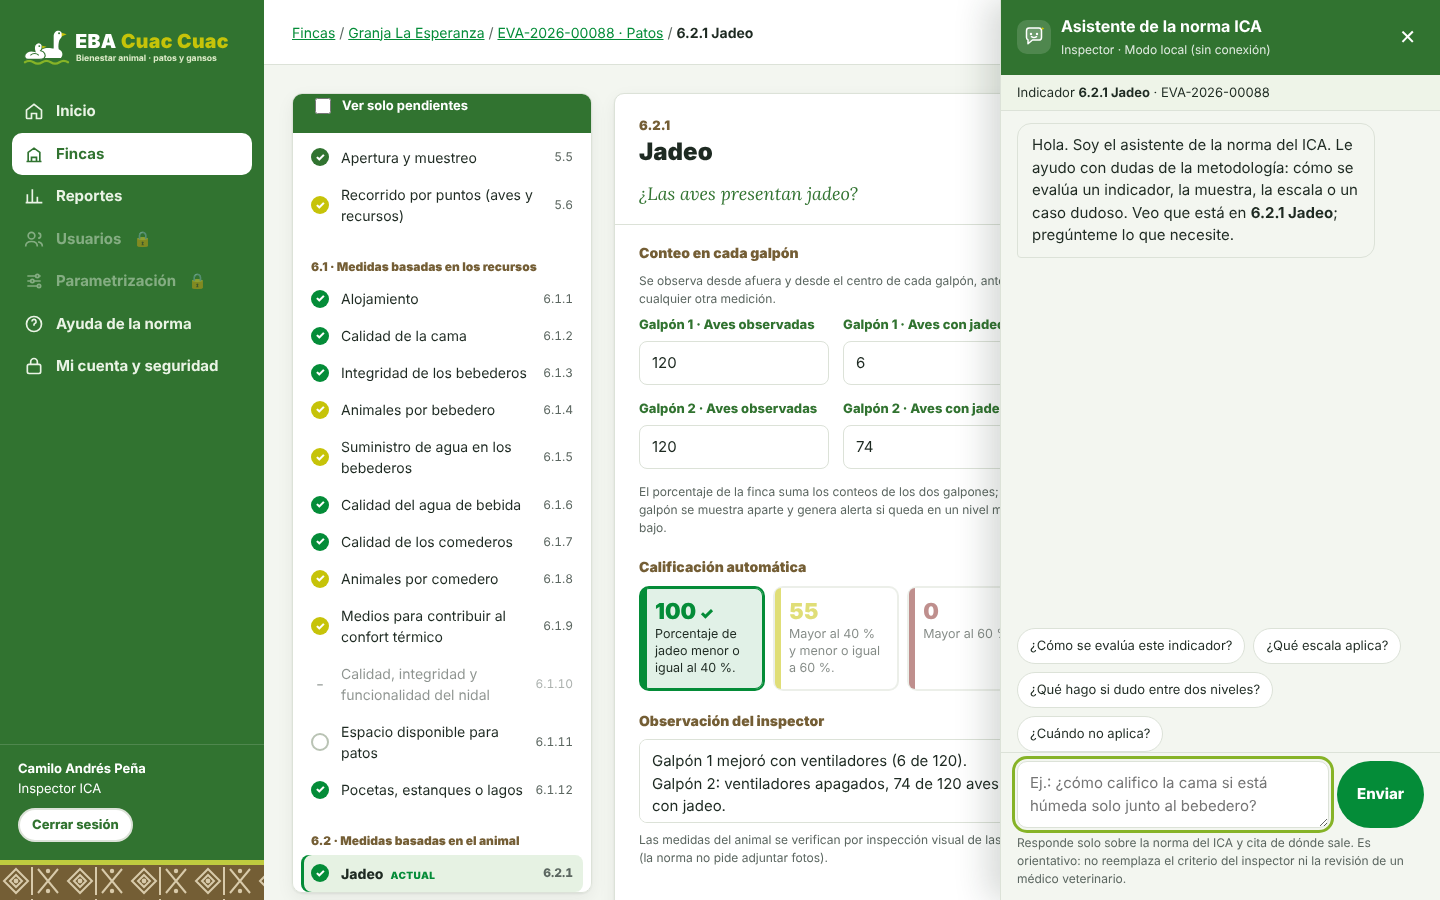 EBA Cuac Cuac
Bienestar animal · patos y gansos
Inicio
Fincas
Reportes
Usuarios
Parametrización
Ayuda de la norma
Mi cuenta y seguridad
Camilo Andrés Peña
Inspector ICA
Cerrar sesión
Fincas / Granja La Esperanza / EVA-2026-00088 · Patos / 6.2.1 Jadeo
Ver solo pendientes
Apertura y muestreo 5.5
Recorrido por puntos (aves y
recursos) 5.6
6.1 · Medidas basadas en los recursos
Alojamiento 6.1.1
Calidad de la cama 6.1.2
Integridad de los bebederos 6.1.3
Animales por bebedero 6.1.4
Suministro de agua en los
bebederos 6.1.5
Calidad del agua de bebida 6.1.6
Calidad de los comederos 6.1.7
Animales por comedero 6.1.8
Medios para contribuir al
confort térmico 6.1.9
Calidad, integridad y
funcionalidad del nidal 6.1.10
Espacio disponible para
patos 6.1.11
Pocetas, estanques o lagos 6.1.12
6.2 · Medidas basadas en el animal
Jadeo ACTUAL 6.2.1
6.2.1
Jadeo
¿Las aves presentan jadeo?
Conteo en cada galpón
Se observa desde afuera y desde el centro de cada galpón,
cualquier otra medición.
Galpón 1 · Aves observadas
Galpón 1 · Aves con
120
6
Galpón 2 · Aves observadas
Galpón 2 · Aves con
120
74
El porcentaje de la finca suma los conteos de los dos galpones;
galpón se muestra aparte y genera alerta si queda en un nivel
bajo.
Calificación automática
100 ✓
Porcentaje de
jadeo menor o
igual al 40 %.
55
Mayor al 40 %
y menor o igual
a 60 %.
0
Mayor al 60
Observación del inspector
Galpón 1 mejoró con ventiladores (6 de 120).
Galpón 2: ventiladores apagados, 74 de 120 aves
con jadeo.
Las medidas del animal se verifican por inspección visual de las
(la norma no pide adjuntar fotos).
Asistente de la norma ICA
Inspector · Modo local (sin conexión)
Indicador 6.2.1 Jadeo · EVA-2026-00088
Hola. Soy el asistente de la norma del ICA. Le
ayudo con dudas de la metodología: cómo se
evalúa un indicador, la muestra, la escala o un
caso dudoso. Veo que está en 6.2.1 Jadeo;
pregúnteme lo que necesite.
¿Cómo se evalúa este indicador?
¿Qué escala aplica?
¿Qué hago si dudo entre dos niveles?
¿Cuándo no aplica?
Ej.: ¿cómo califico la cama si está
húmeda solo junto al bebedero?
Enviar
Responde solo sobre la norma del ICA y cita de dónde sale. Es
orientativo: no reemplaza el criterio del inspector ni la revisión de un
médico veterinario.